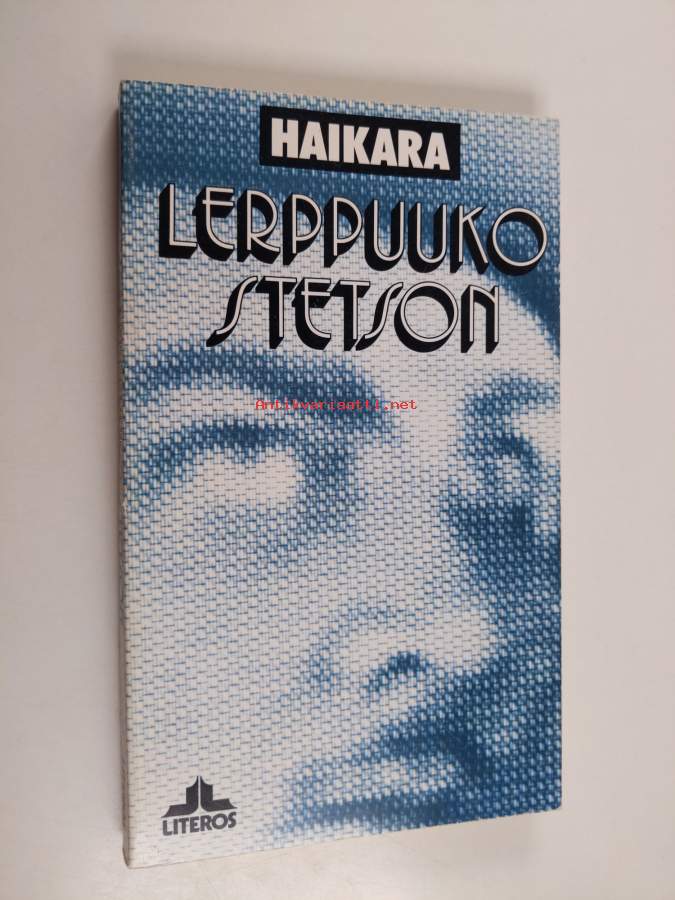 HAIKARA
LERPPUUKO
STETSON
Antikvariaatti.net
LITEROS